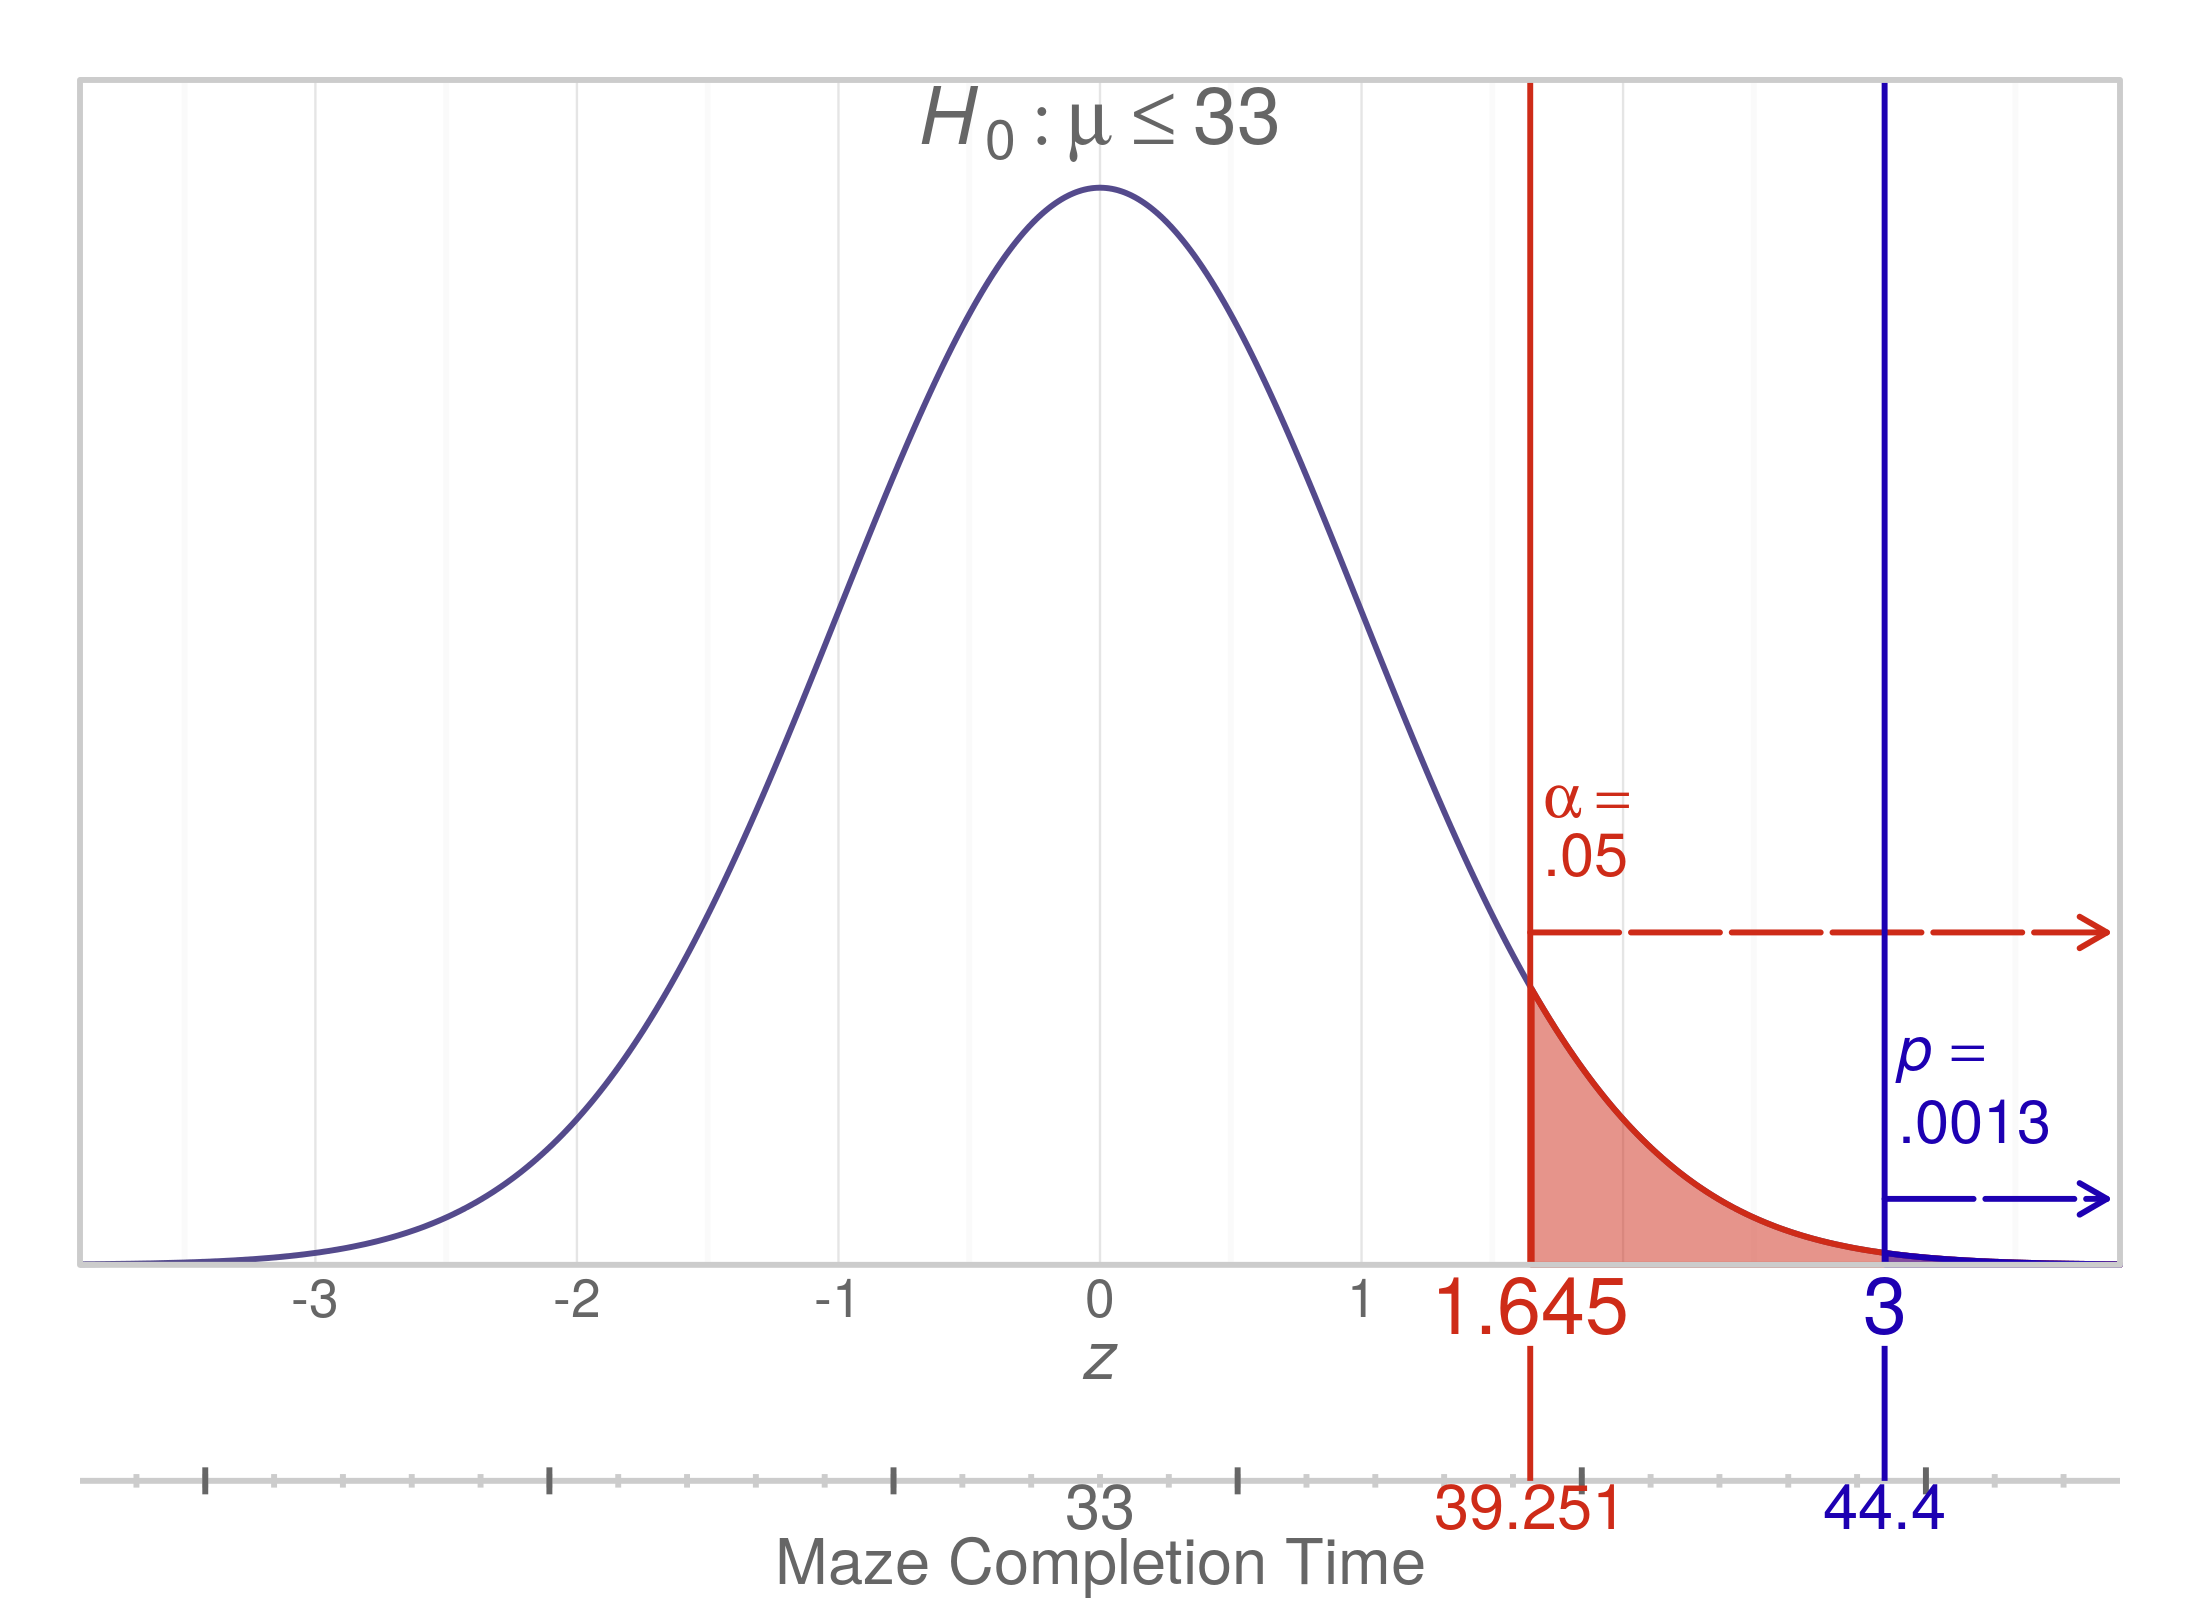 H₀ : μ ≤ 33
α =
.05
p =
.0013
-3 -2 -1 0 1 1.645 3
z
33 39.251 44.4
Maze Completion Time